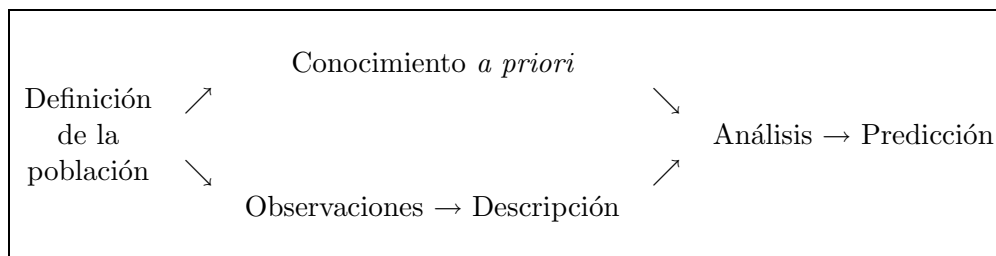 Conocimiento a priori
Definición
de la
población
Análisis → Predicción
Observaciones → Descripción